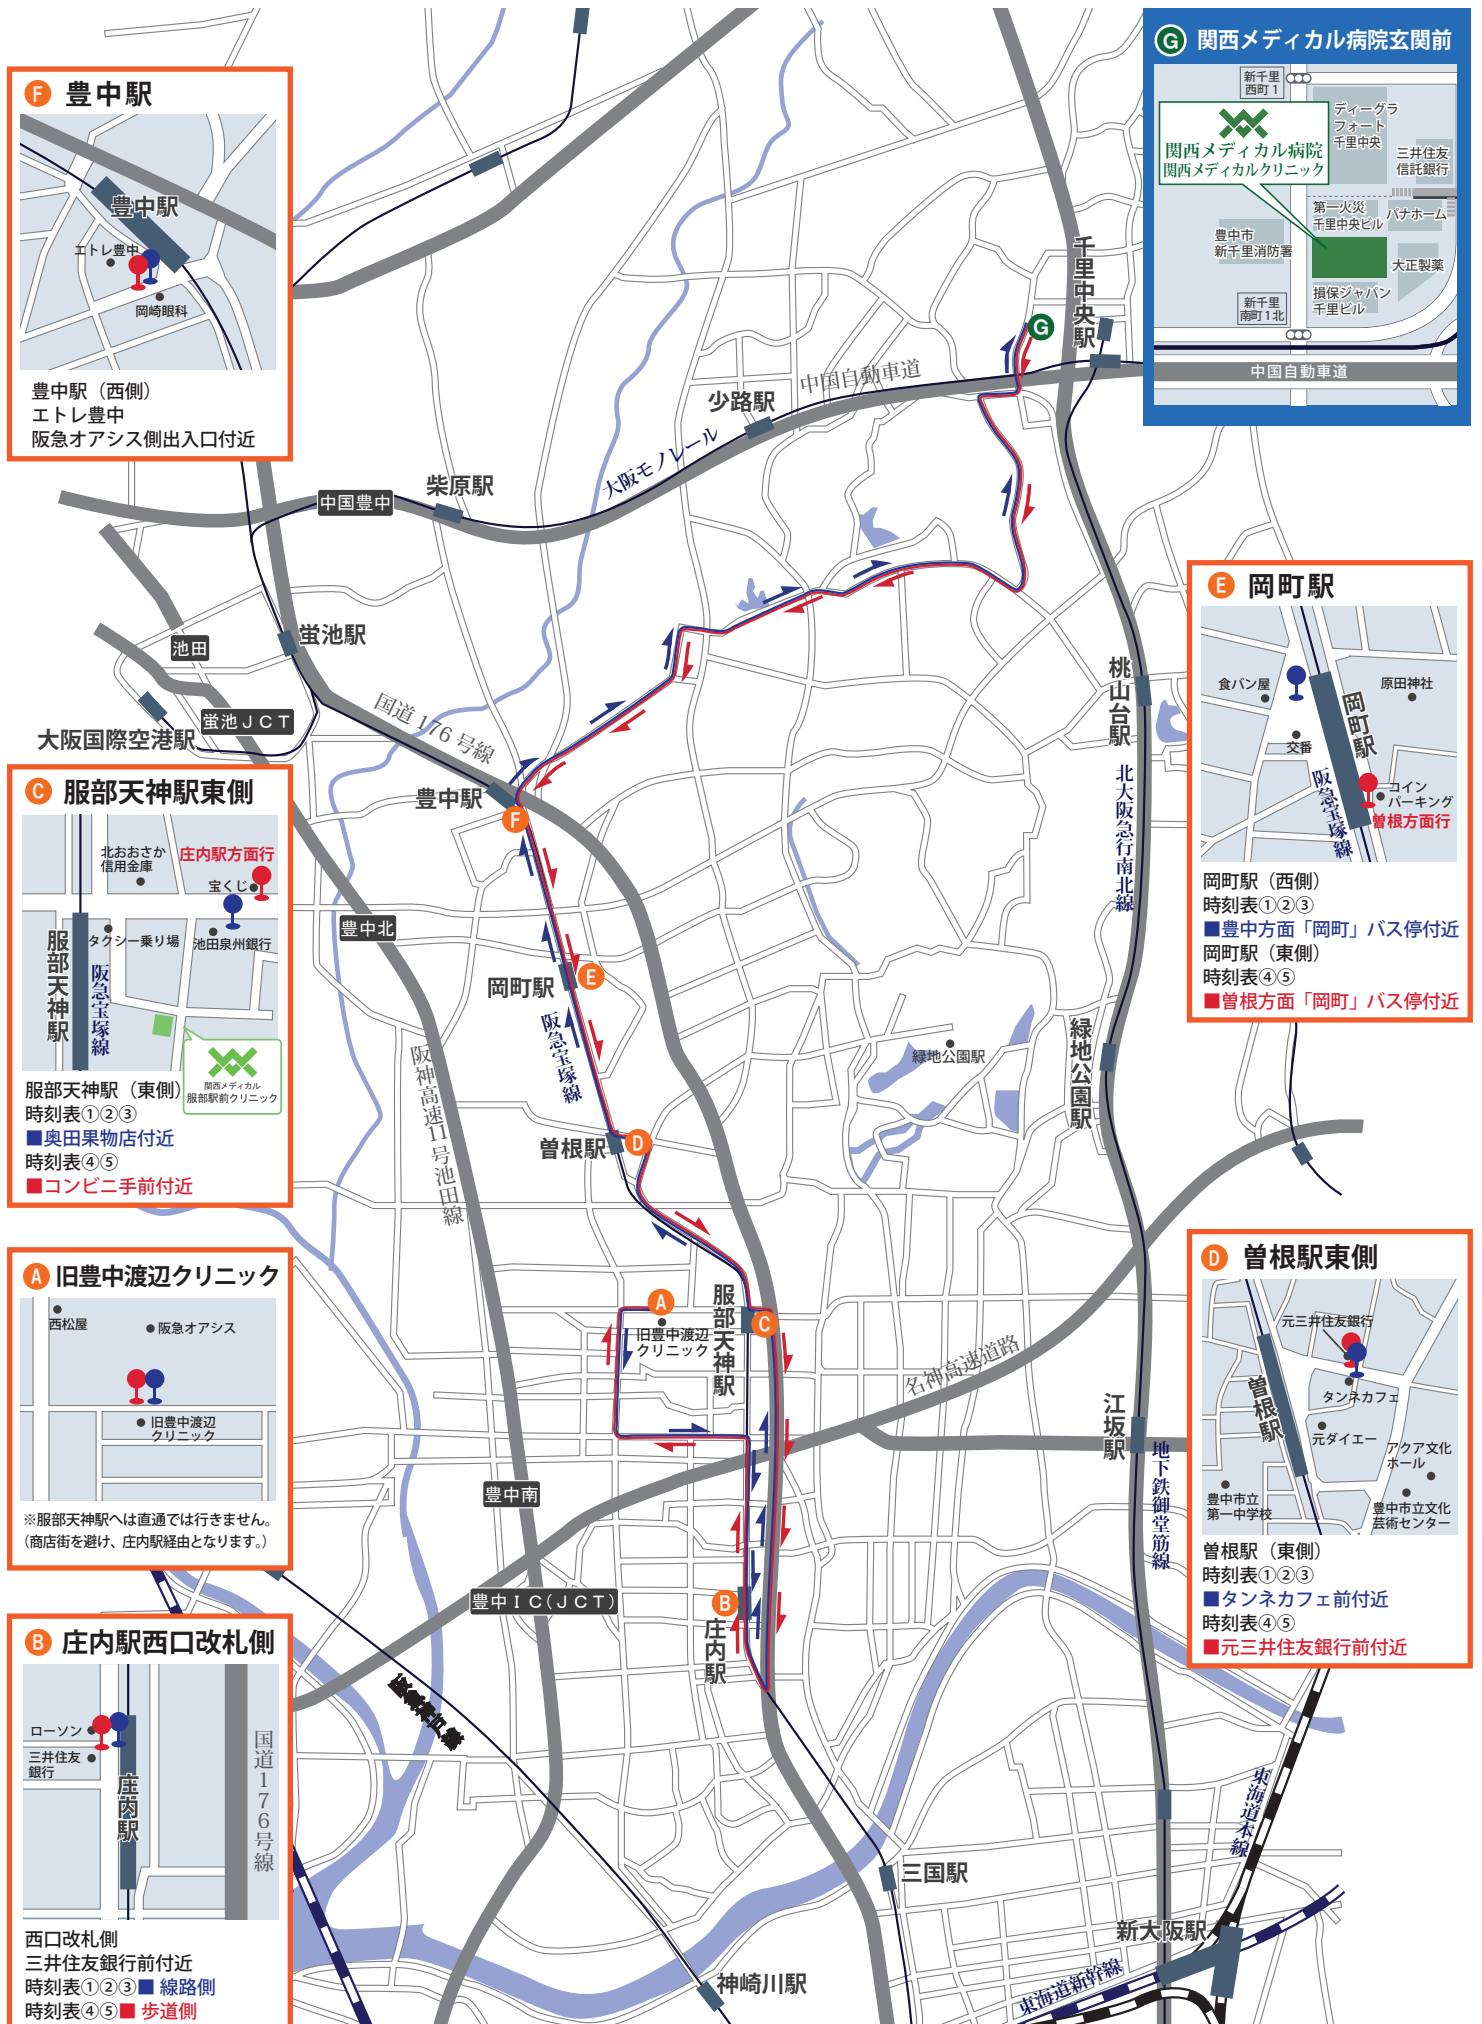 G 関西メディカル病院玄関前
新千里
西町 1
ディーグラ
フォート
千里中央
三井住友
信託銀行
関西メディカル病院
関西メディカルクリニック
第一火災
千里中央ビル
パナホーム
豊中市
新千里消防署
大正製薬
新千里
南町1北
損保ジャパン
千里ビル
中国自動車道
F 豊中駅
豊中駅
エトレ豊中
岡崎眼科
豊中駅（西側）
エトレ豊中
阪急オアシス側出入口付近
千里中央駅
G
中国自動車道
少路駅
大阪モノレール
柴原駅
中国豊中
池田
蛍池駅
蛍池ＪＣＴ
大阪国際空港駅
国道 176 号線
豊中駅
F
桃山台駅
北大阪急行南北線
E 岡町駅
食パン屋
原田神社
岡町駅
交番
阪急宝塚線
コイン
パーキング
曽根方面行
岡町駅（西側）
時刻表①②③
■豊中方面「岡町」バス停付近
岡町駅（東側）
時刻表④⑤
■曽根方面「岡町」バス停付近
C 服部天神駅東側
北おおさか
信用金庫
庄内駅方面行
宝くじ
タクシー乗り場
池田泉州銀行
服部天神駅
阪急宝塚線
関西メディカル
服部駅前クリニック
服部天神駅（東側）
時刻表①②③
■奥田果物店付近
時刻表④⑤
■コンビニ手前付近
豊中北
岡町駅
E
阪急宝塚線
阪神高速11号池田線
緑地公園駅
緑地公園駅
曽根駅
D
A 旧豊中渡辺クリニック
西松屋
阪急オアシス
旧豊中渡辺
クリニック
※服部天神駅へは直通では行きません。
（商店街を避け、庄内駅経由となります。）
A
旧豊中渡辺
クリニック
服部天神駅
C
名神高速道路
江坂駅
地下鉄御堂筋線
D 曽根駅東側
元三井住友銀行
タンネカフェ
曽根駅
元ダイエー
アクア文化
ホール
豊中市立
第一中学校
豊中市立文化
芸術センター
曽根駅（東側）
時刻表①②③
■タンネカフェ前付近
時刻表④⑤
■元三井住友銀行前付近
豊中南
豊中ＩＣ(ＪＣＴ)
B
庄内駅
阪急神戸線
B 庄内駅西口改札側
ローソン
三井住友
銀行
庄内駅
国道176号線
西口改札側
三井住友銀行前付近
時刻表①②③■ 線路側
時刻表④⑤■ 歩道側
三国駅
神崎川駅
東海道本線
新大阪駅
東海道新幹線